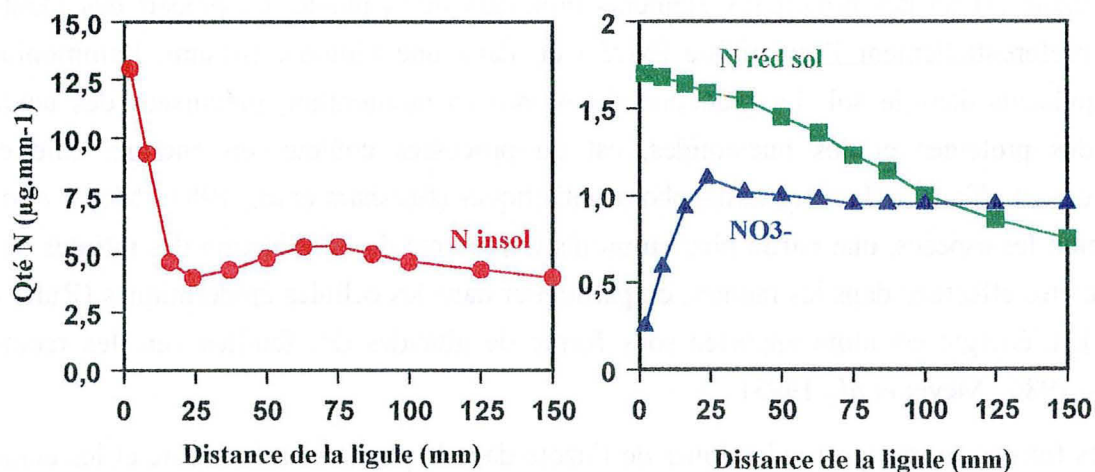 Qté N (µg.mm-1)
15,0
12,5
10,0
7,5
5,0
2,5
0,0
N insol
0 25 50 75 100 125 150
Distance de la ligule (mm)
2
1,5
1,0
0,5
0
N réd sol
NO3-
0 25 50 75 100 125 150
Distance de la ligule (mm)